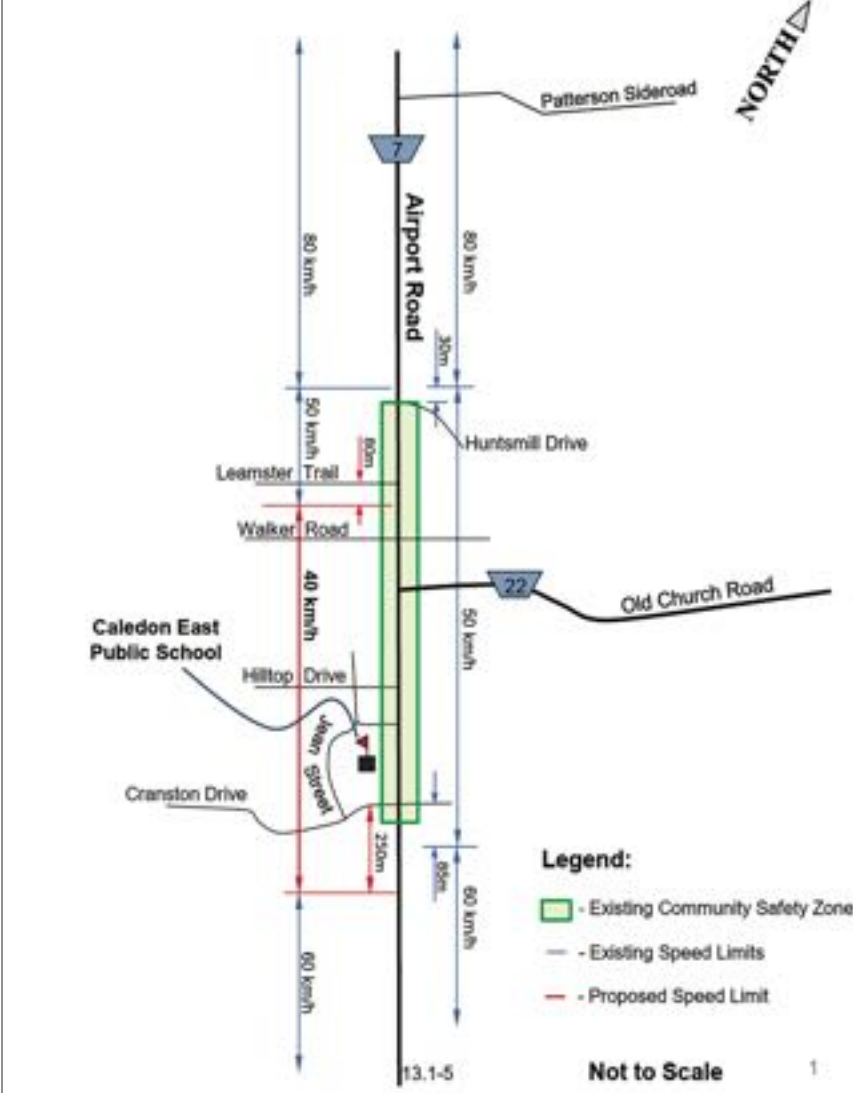 NORTH
Patterson Sideroad
7
Airport Road
80 km/h
80 km/h
30m
50 km/h
Huntsmill Drive
60m
Leamster Trail
Walker Road
40 km/h
22
Old Church Road
50 km/h
Caledon East
Public School
Hilltop Drive
Jean Street
Cranston Drive
250m
85m
60 km/h
60 km/h
Legend:
- Existing Community Safety Zone
- Existing Speed Limits
- Proposed Speed Limit
13.1-5
Not to Scale
1